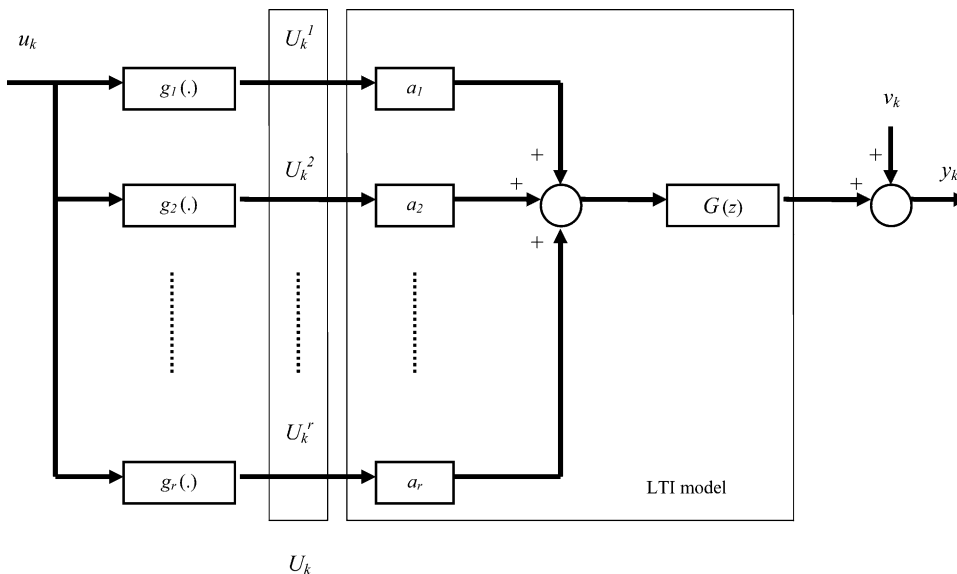 u_k
U_k^1
g_1(.)
a_1
v_k
+
+
U_k^2
+
+
y_k
g_2(.)
a_2
G(z)
+
U_k^r
g_r(.)
a_r
LTI model
U_k